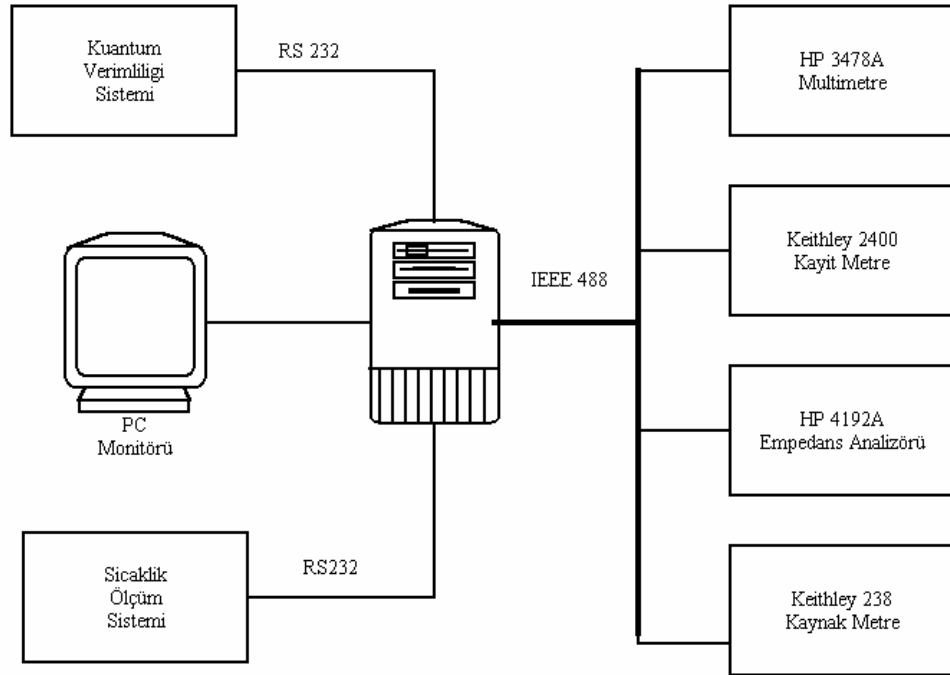 Kuantum
Verimliligi
Sistemi
RS 232
HP 3478A
Multimetre
Keithley 2400
Kayit Metre
IEEE 488
PC
Monitörü
HP 4192A
Empedans Analizörü
Sicaklik
Ölçüm
Sistemi
RS232
Keithley 238
Kaynak Metre